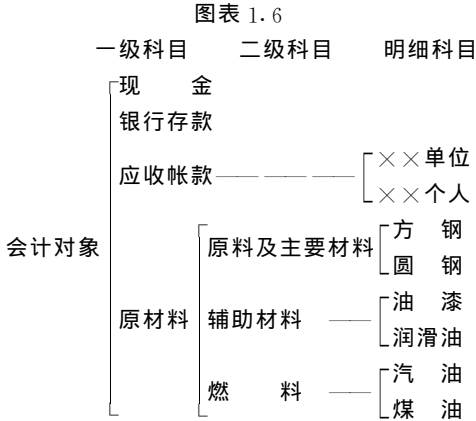 图表 1.6
一级科目 二级科目 明细科目
现 金
银行存款
应收帐款 ××单位
××个人
会计对象
原料及主要材料 方 钢
圆 钢
原材料 辅助材料 油 漆
润滑油
燃 料 汽 油
煤 油